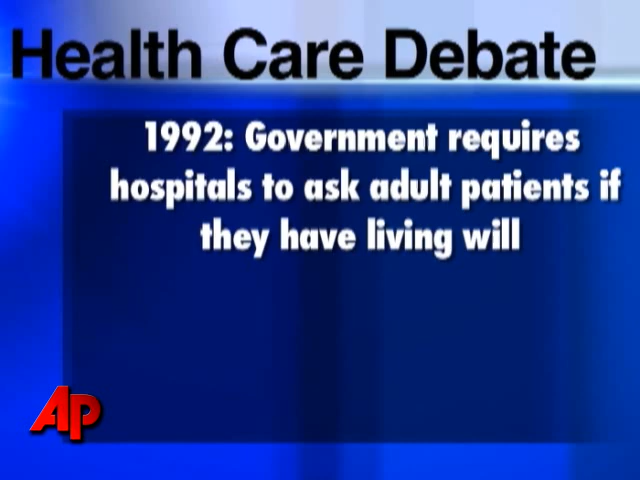 Health Care Debate
1992: Government requires
hospitals to ask adult patients if
they have living will
AP